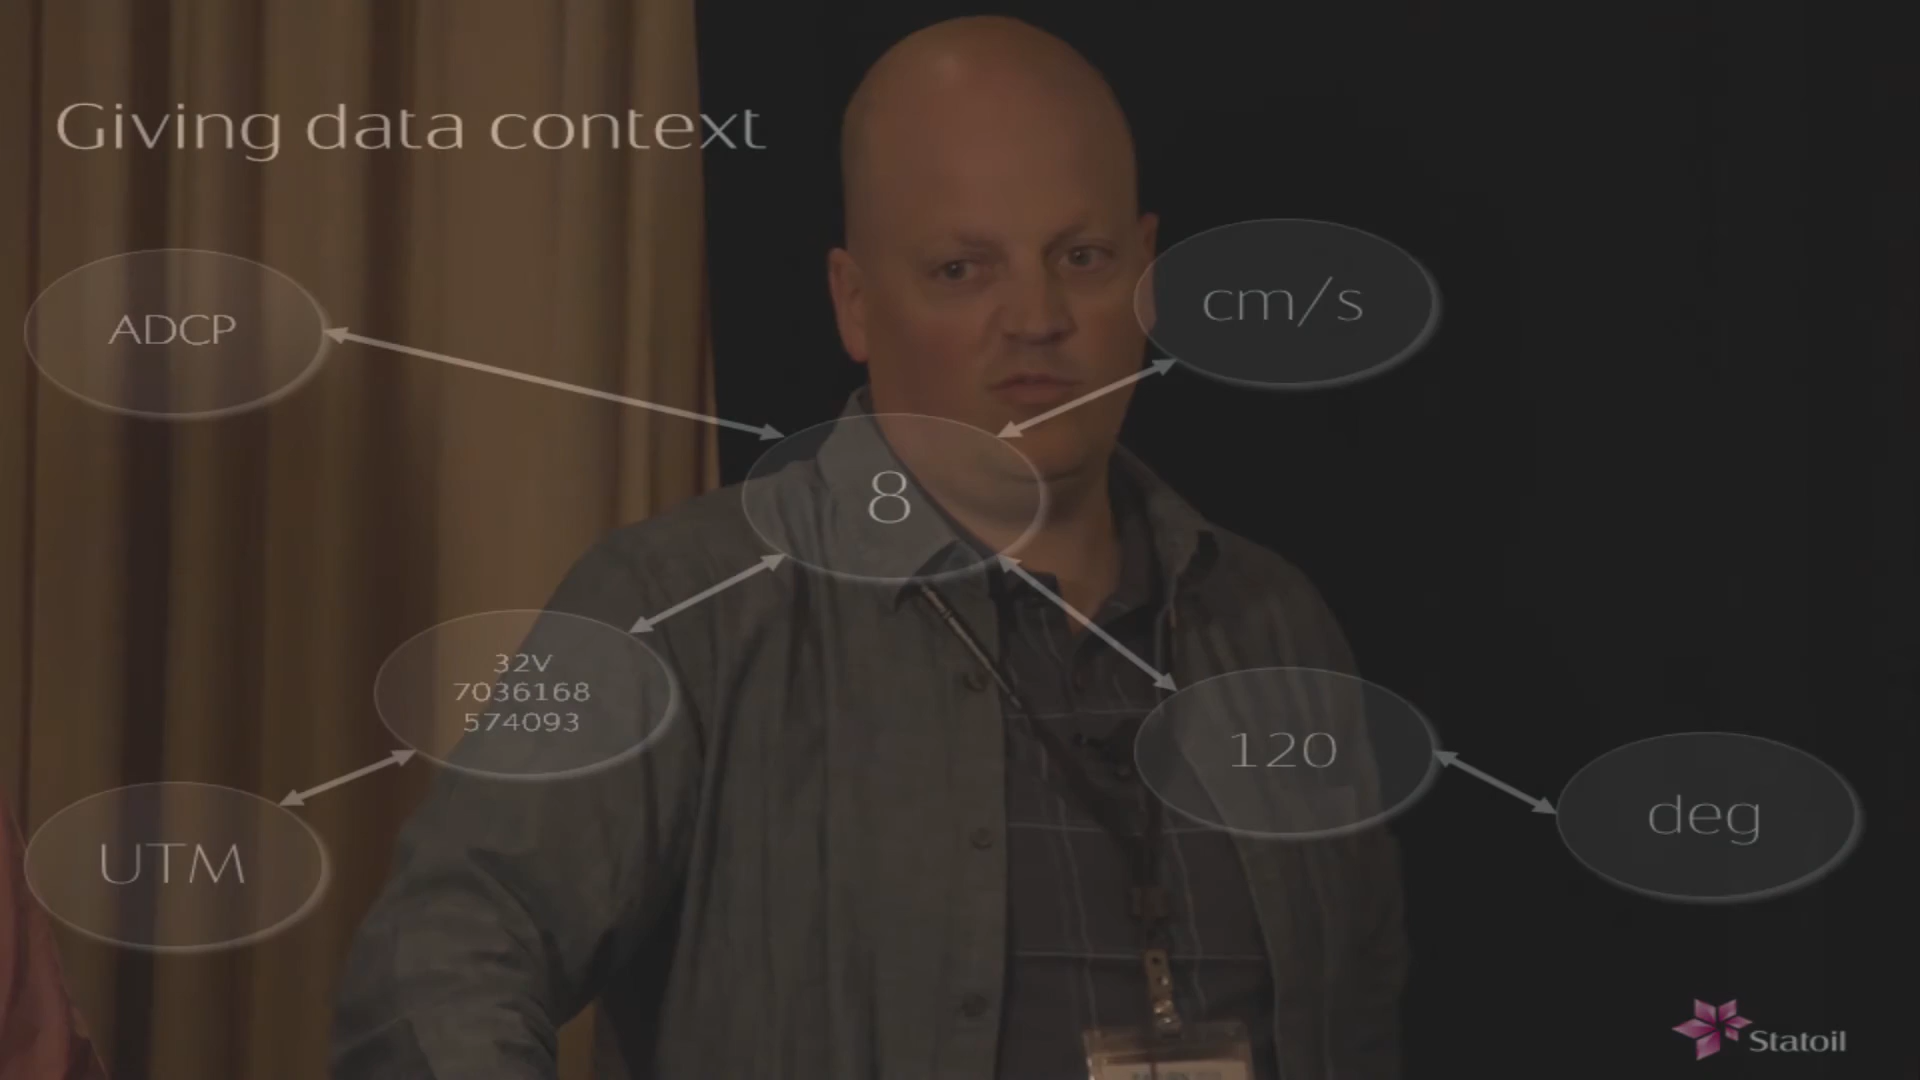 Giving data context
ADCP
cm/s
8
32V
7036168
574093
120
deg
UTM
Statoil